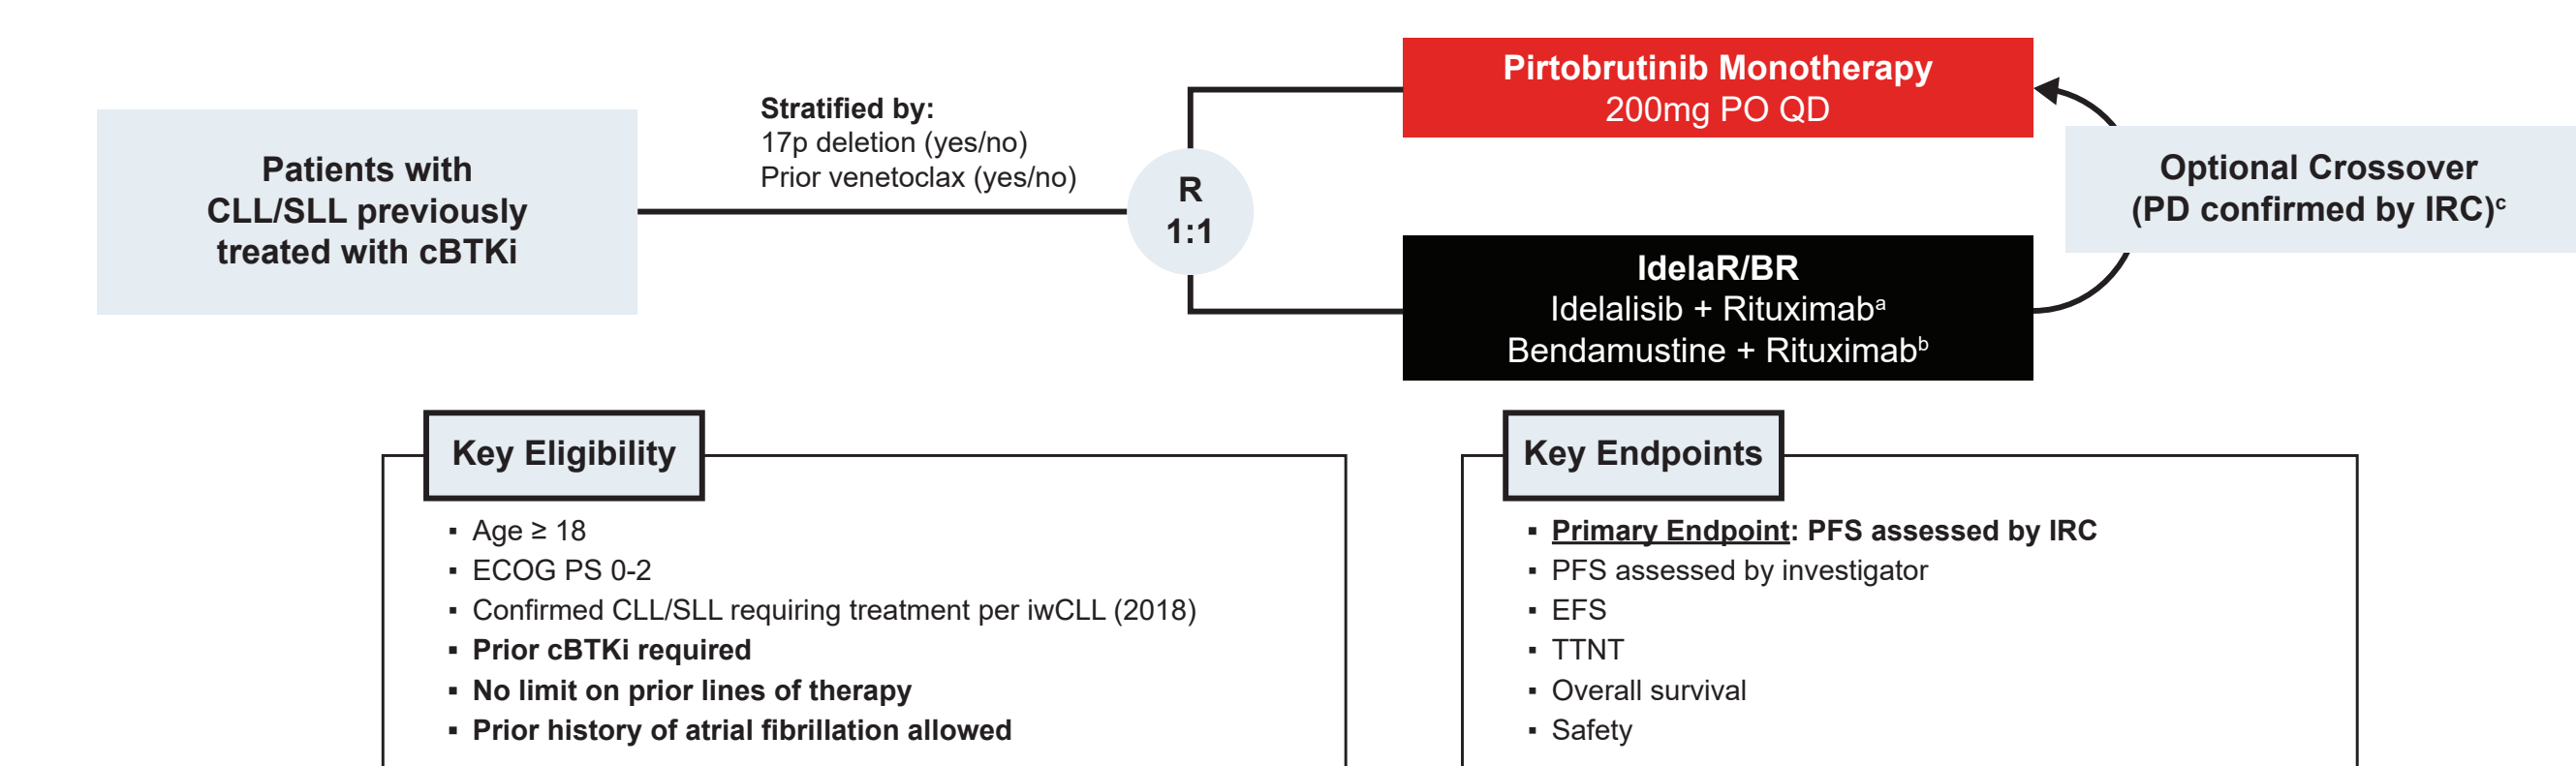 Patients with
CLL/SLL previously
treated with cBTKi
Stratified by:
17p deletion (yes/no)
Prior venetoclax (yes/no)
R
1:1
Pirtobrutinib Monotherapy
200mg PO QD
IdelaR/BR
Idelalisib + Rituximabᵃ
Bendamustine + Rituximabᵇ
Optional Crossover
(PD confirmed by IRC)ᶜ
Key Eligibility
▪ Age ≥ 18
▪ ECOG PS 0-2
▪ Confirmed CLL/SLL requiring treatment per iwCLL (2018)
▪ Prior cBTKi required
▪ No limit on prior lines of therapy
▪ Prior history of atrial fibrillation allowed
Key Endpoints
▪ Primary Endpoint: PFS assessed by IRC
▪ PFS assessed by investigator
▪ EFS
▪ TTNT
▪ Overall survival
▪ Safety